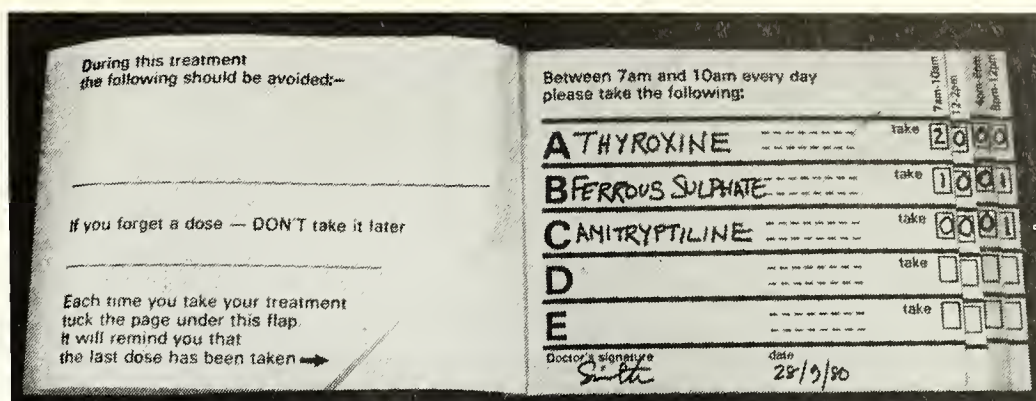 During this treatment
the following should be avoided:-
If you forget a dose — DON'T take it later
Each time you take your treatment
tuck the page under this flap.
It will remind you that
the last dose has been taken
Between 7am and 10am every day
please take the following:
7am-10am
12-2pm
4pm-6pm
8pm-12pm
A THYROXINE take 2 0 0 0
B FERROUS SULPHATE take 1 0 0 1
C AMITRYPTILINE take 0 0 0 1
D take
E take
Doctor's signature date
Smith 28/9/80